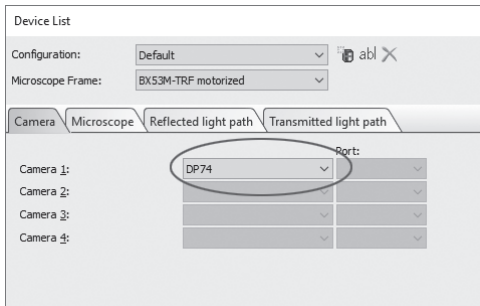 Device List
Configuration: Default abl
Microscope Frame: BX53M-TRF motorized
Camera Microscope Reflected light path Transmitted light path
Port:
Camera 1: DP74
Camera 2:
Camera 3:
Camera 4: